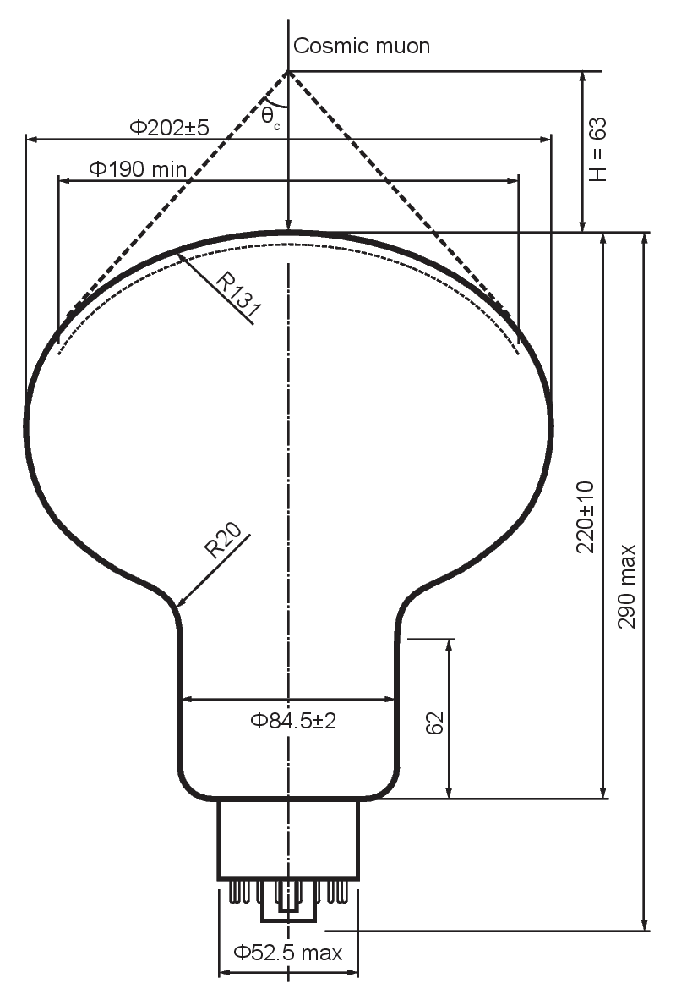 Cosmic muon
θc
Φ202±5
H = 63
Φ190 min
R131
R20
220±10
290 max
Φ84.5±2
62
Φ52.5 max